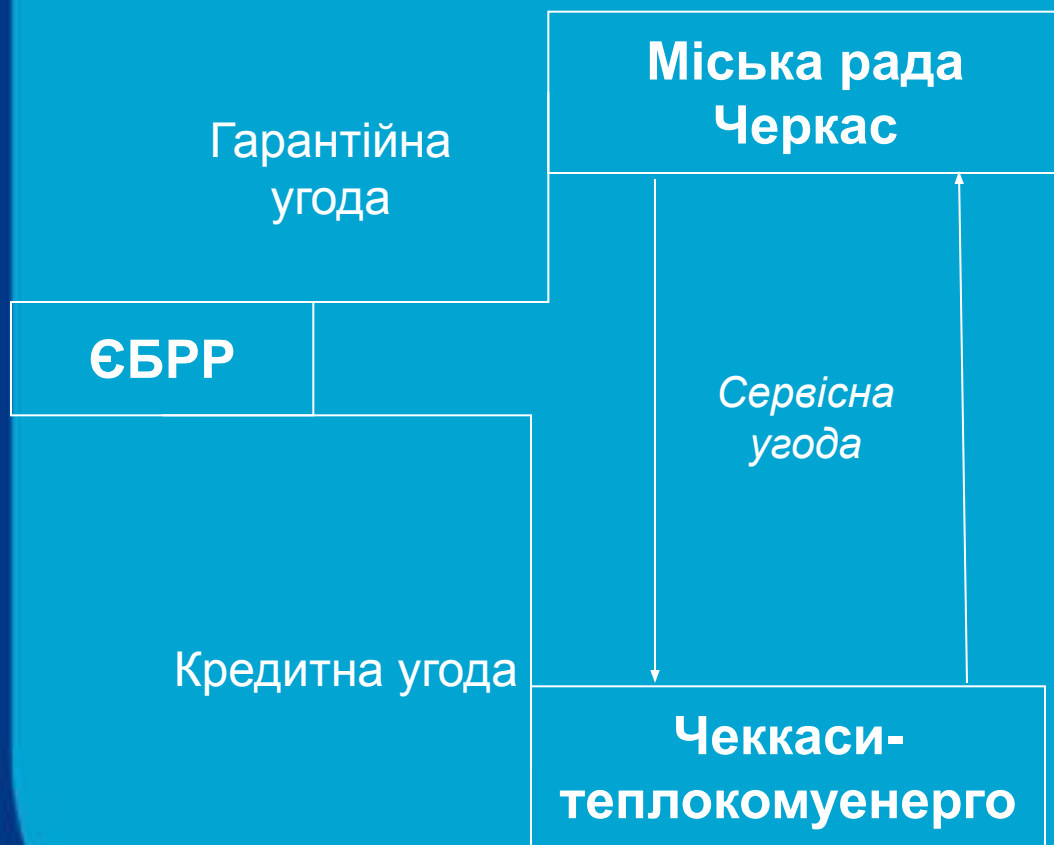 Міська рада
Черкас
Гарантійна
угода
ЄБРР
Сервісна
угода
Кредитна угода
Чеккаси-
теплокомуенерго